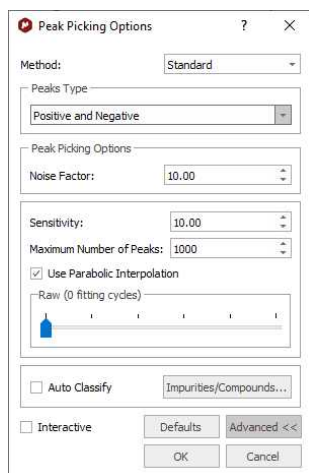 Peak Picking Options ?
Method: Standard
Peaks Type
Positive and Negative
Peak Picking Options
Noise Factor: 10.00
Sensitivity: 10.00
Maximum Number of Peaks: 1000
Use Parabolic Interpolation
Raw (0 fitting cycles)
Auto Classify Impurities/Compounds...
Interactive Defaults Advanced <<
OK Cancel